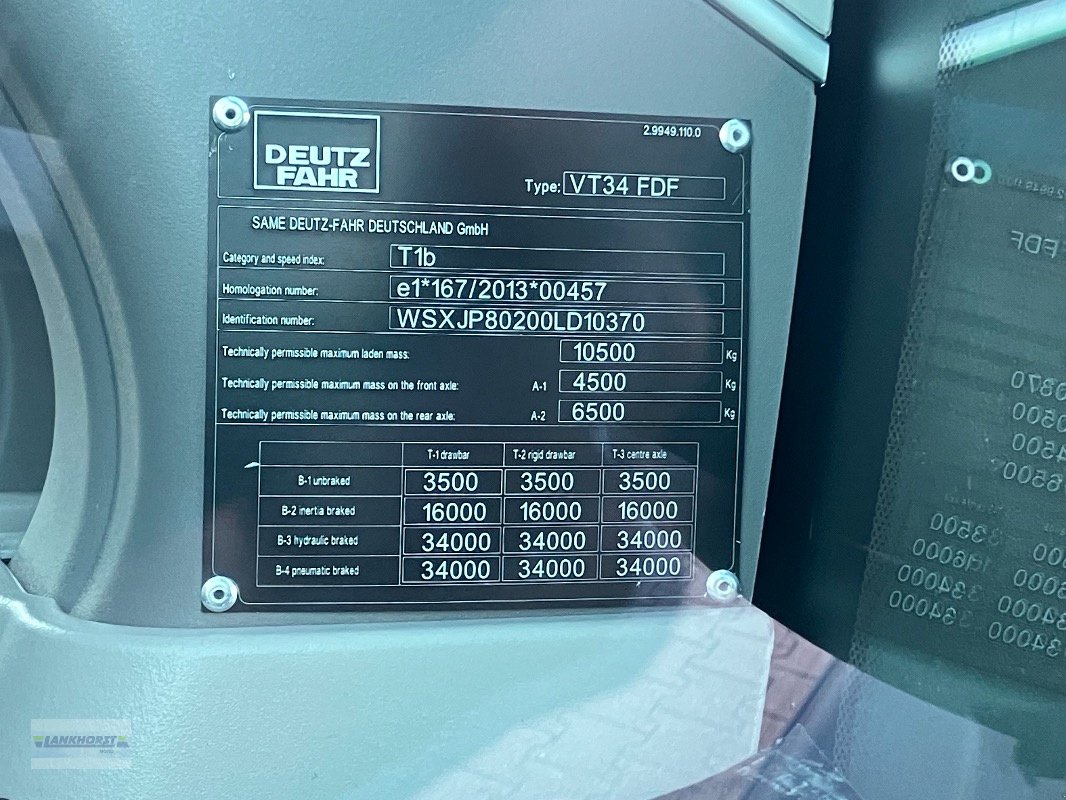 2.9949.110.0
DEUTZ
FAHR
Type: VT34 FDF
SAME DEUTZ-FAHR DEUTSCHLAND GmbH
Category and speed index: T1b
Homologation number: e1*167/2013*00457
Identification number: WSXJP80200LD10370
Technically permissible maximum laden mass: 10500 Kg
Technically permissible maximum mass on the front axle: A-1 4500 Kg
Technically permissible maximum mass on the rear axle: A-2 6500 Kg
T-1 drawbar T-2 rigid drawbar T-3 centre axle
B-1 unbraked 3500 3500 3500
B-2 inertia braked 16000 16000 16000
B-3 hydraulic braked 34000 34000 34000
B-4 pneumatic braked 34000 34000 34000
LANKHORST